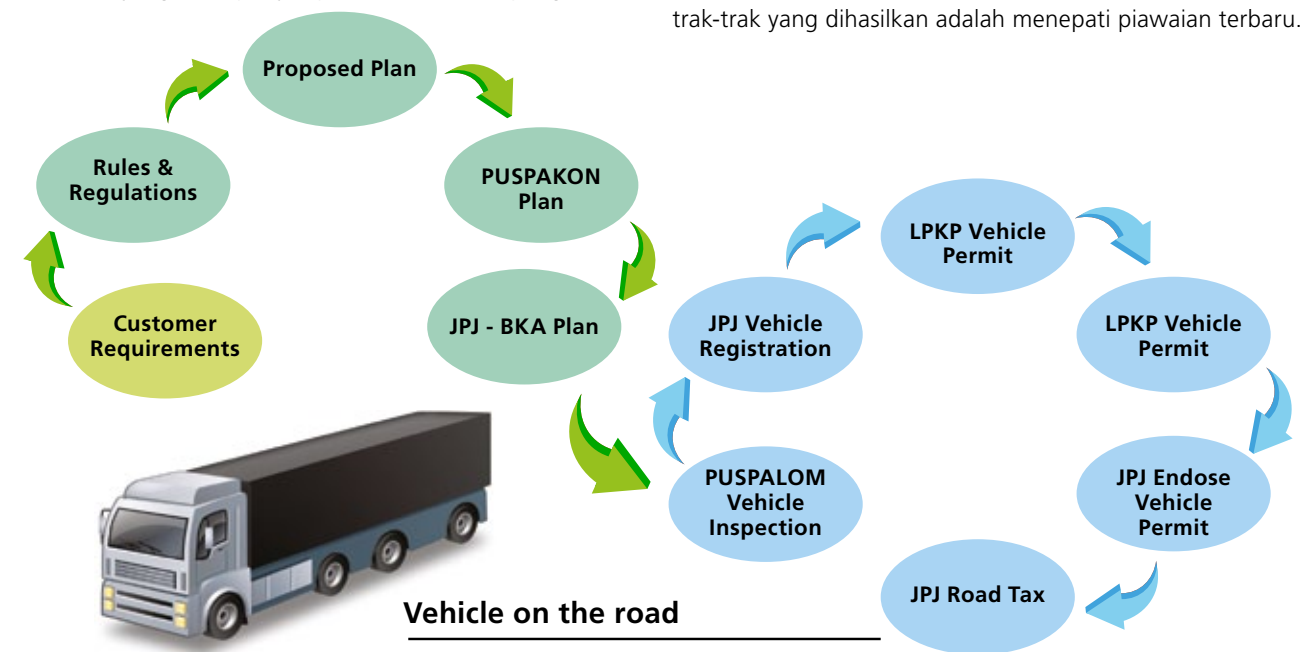 trak-trak yang dihasilkan adalah menepati piawaian terbaru.
Proposed Plan
Rules &
Regulations
PUSPAKON
Plan
Customer
Requirements
JPJ - BKA Plan
JPJ Vehicle
Registration
LPKP Vehicle
Permit
LPKP Vehicle
Permit
PUSPALOM
Vehicle
Inspection
JPJ Endose
Vehicle
Permit
JPJ Road Tax
Vehicle on the road